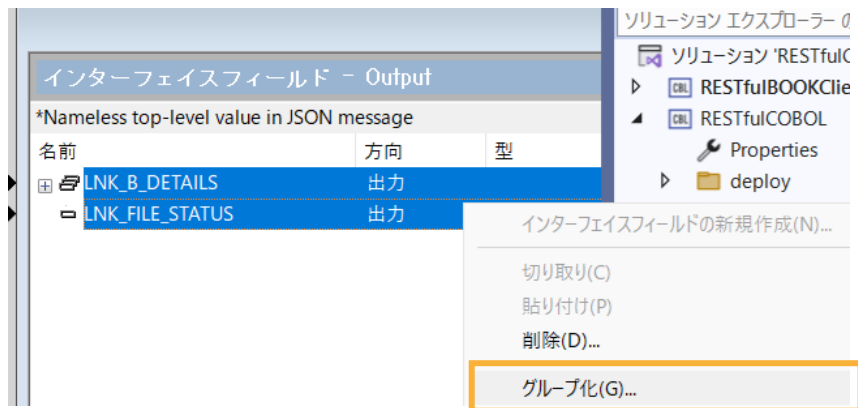 ソリューション エクスプローラー の
ソリューション 'RESTfulC
RESTfulBOOKClie
RESTfulCOBOL
Properties
deploy
インターフェイスフィールド - Output
*Nameless top-level value in JSON message
名前 方向 型
LNK_B_DETAILS 出力
LNK_FILE_STATUS 出力
インターフェイスフィールドの新規作成(N)...
切り取り(C)
貼り付け(P)
削除(D)...
グループ化(G)...